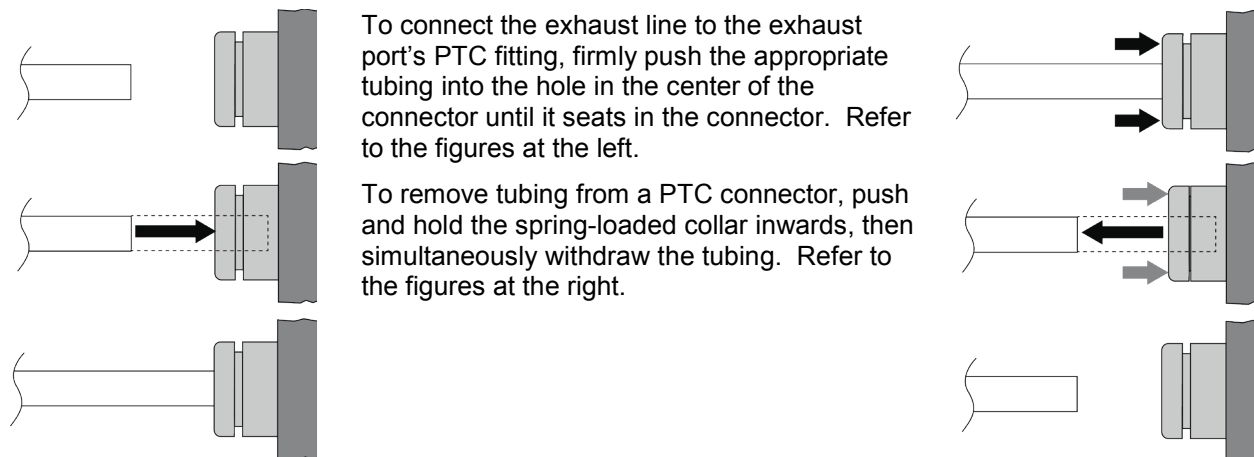 To connect the exhaust line to the exhaust
port's PTC fitting, firmly push the appropriate
tubing into the hole in the center of the
connector until it seats in the connector.  Refer
to the figures at the left.
To remove tubing from a PTC connector, push
and hold the spring-loaded collar inwards, then
simultaneously withdraw the tubing.  Refer to
the figures at the right.